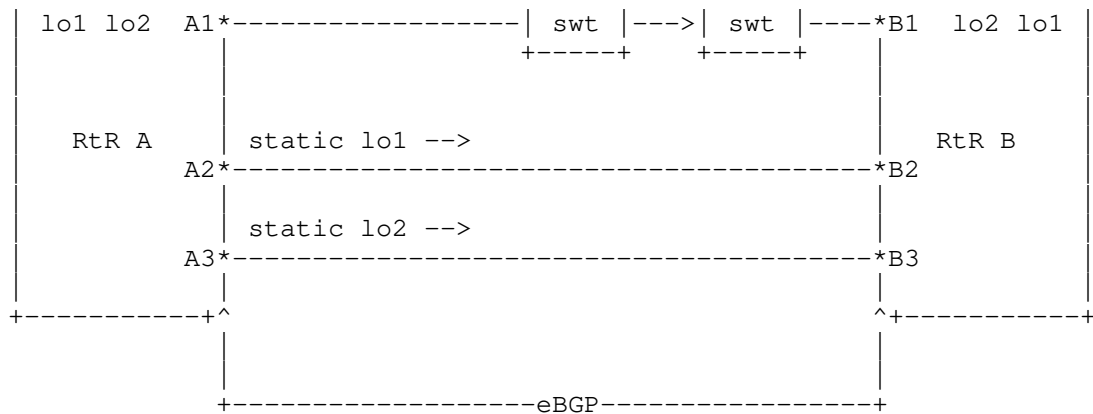 lo1 lo2 A1*------------------| swt |--->| swt |----*B1 lo2 lo1
RtR A static lo1 --> RtR B
A2*----------------------------------------*B2
static lo2 -->
A3*----------------------------------------*B3
eBGP